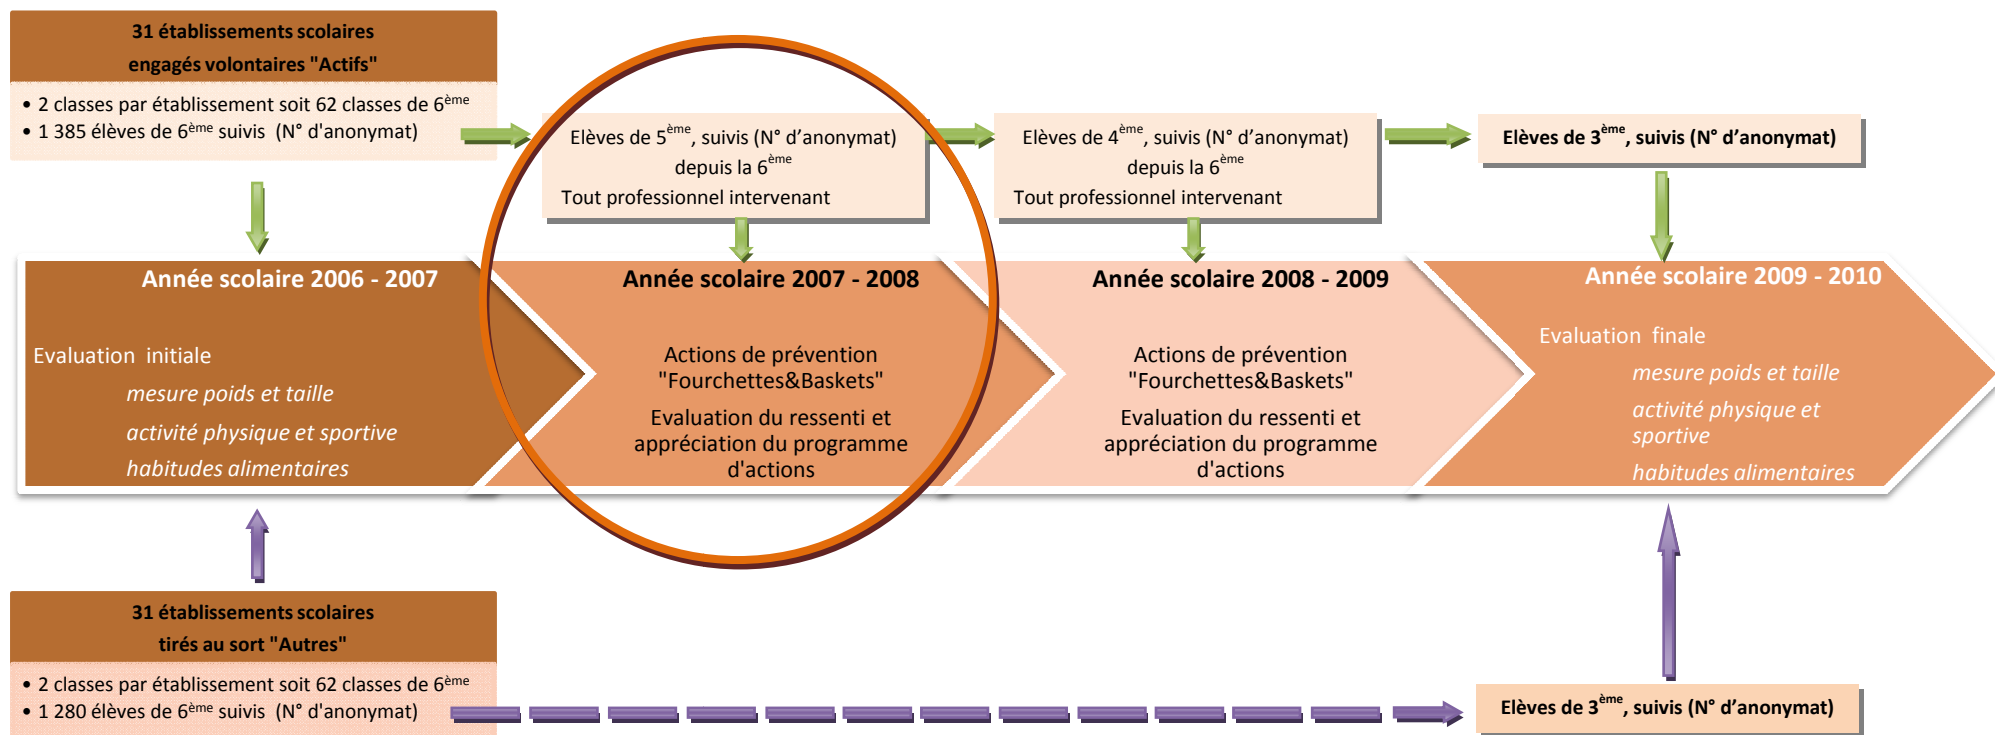 31 établissements scolaires
engagés volontaires "Actifs"
• 2 classes par établissement soit 62 classes de 6ème
• 1 385 élèves de 6ème suivis (N° d'anonymat)
Elèves de 5ème, suivis (N° d’anonymat)
depuis la 6ème
Tout professionnel intervenant
Elèves de 4ème, suivis (N° d’anonymat)
depuis la 6ème
Tout professionnel intervenant
Elèves de 3ème, suivis (N° d’anonymat)
Année scolaire 2006 - 2007
Evaluation initiale
mesure poids et taille
activité physique et sportive
habitudes alimentaires
Année scolaire 2007 - 2008
Actions de prévention
"Fourchettes&Baskets"
Evaluation du ressenti et
appréciation du programme
d'actions
Année scolaire 2008 - 2009
Actions de prévention
"Fourchettes&Baskets"
Evaluation du ressenti et
appréciation du programme
d'actions
Année scolaire 2009 - 2010
Evaluation finale
mesure poids et taille
activité physique et
sportive
habitudes alimentaires
31 établissements scolaires
tirés au sort "Autres"
• 2 classes par établissement soit 62 classes de 6ème
• 1 280 élèves de 6ème suivis (N° d'anonymat)
Elèves de 3ème, suivis (N° d’anonymat)